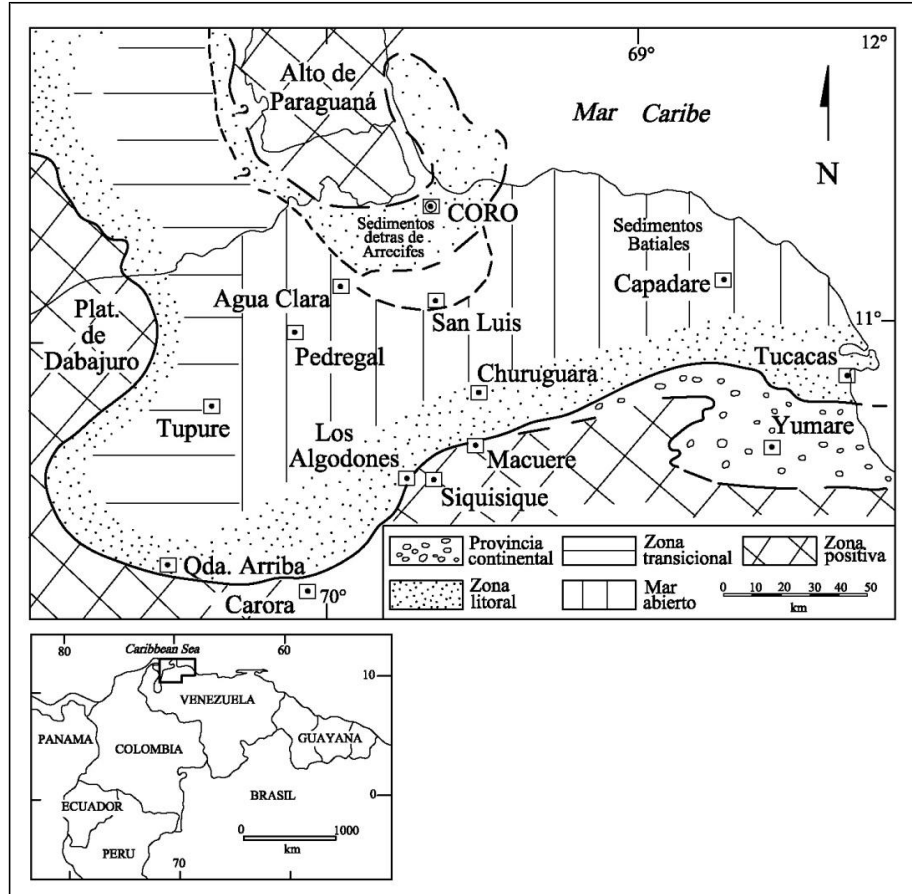 69°
12°
Alto de
Paraguaná
Mar Caribe
N
?
?
CORO
Sedimentos
detras de
Arrecifes
Sedimentos
Batiales
Agua Clara
Capadare
San Luis
Plat.
de
Dabajuro
Pedregal
11°
Tucacas
Churuguara
Tupure
Yumare
Los
Algodones
Macuere
Siquisique
Qda. Arriba
Carora
70°
Provincia
continental
Zona
transicional
Zona
positiva
Zona
litoral
Mar
abierto
0 10 20 30 40 50
km
80
Caribbean Sea
60
10
VENEZUELA
PANAMA
COLOMBIA
GUAYANA
ECUADOR
BRASIL
0
0 1000
km
PERU
70